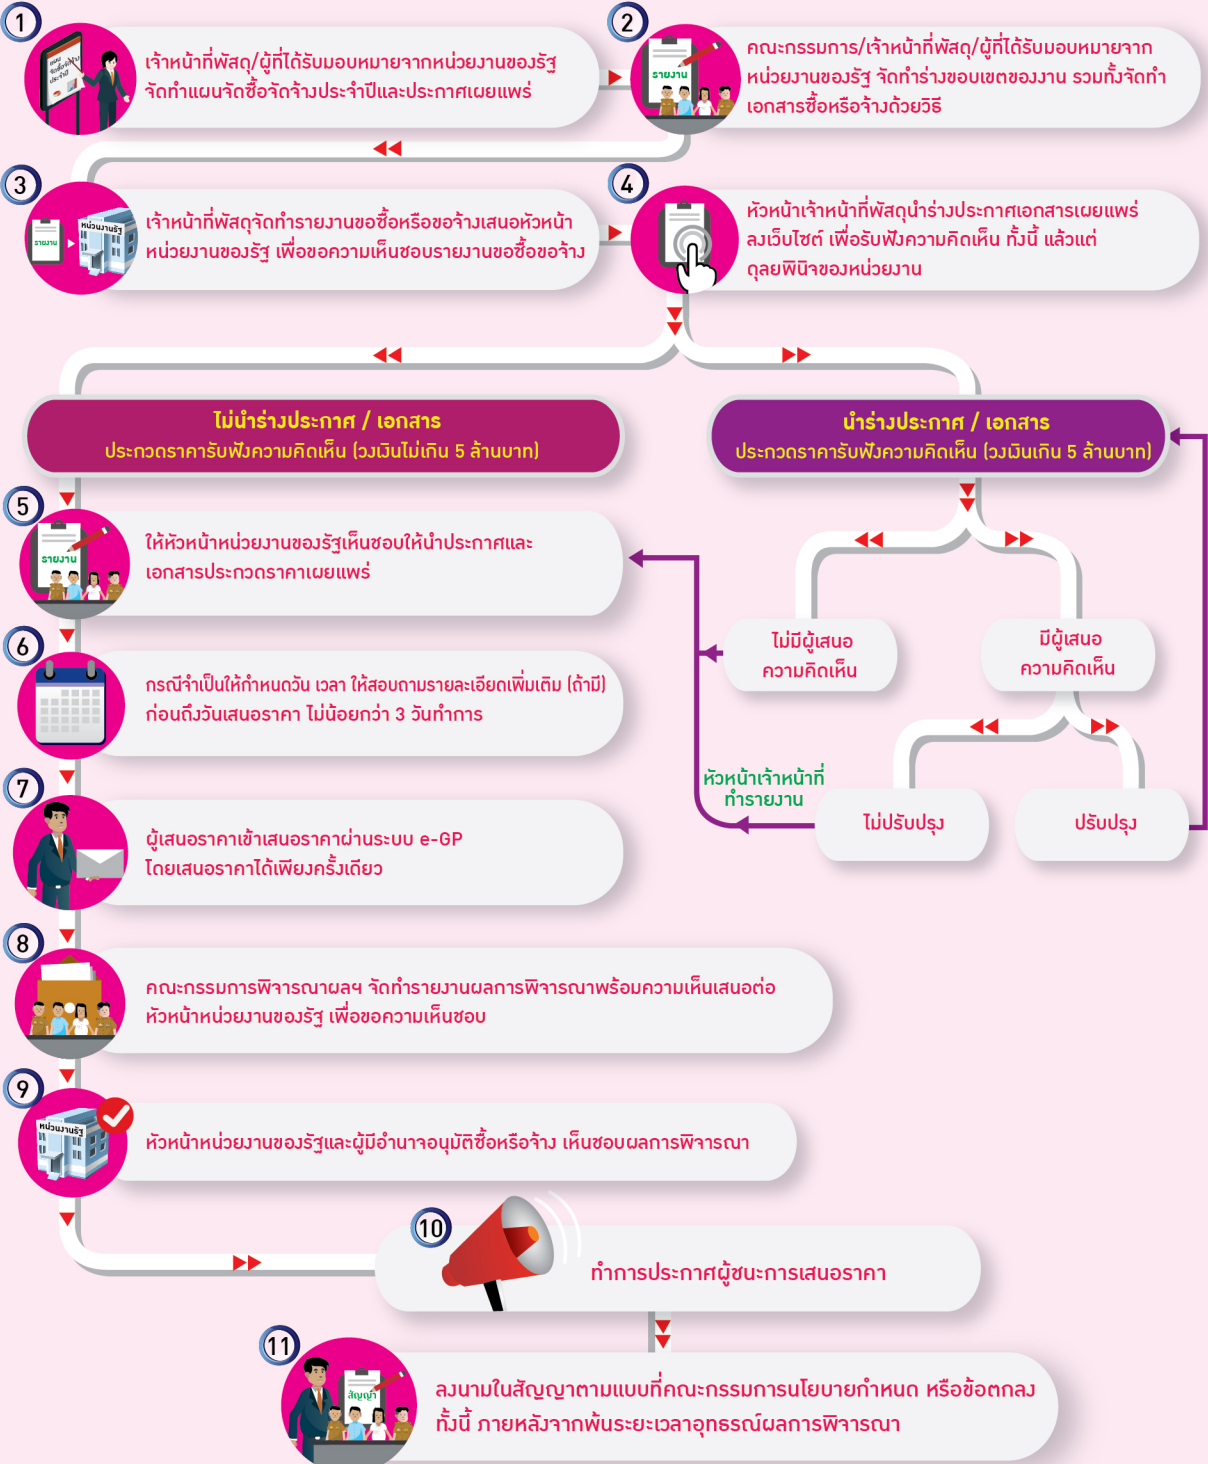 1
แผน
จัดซื้อจัดจ้าง
ประจำปี
เจ้าหน้าที่พัสดุ/ผู้ที่ได้รับมอบหมายจากหน่วยงานของรัฐ
จัดทำแผนจัดซื้อจัดจ้างประจำปีและประกาศเผยแพร่
2
รายงาน
คณะกรรมการ/เจ้าหน้าที่พัสดุ/ผู้ที่ได้รับมอบหมายจาก
หน่วยงานของรัฐ จัดทำร่างขอบเขตของงาน รวมทั้งจัดทำ
เอกสารซื้อหรือจ้างด้วยวิธี
3
รายงาน
หน่วยงานรัฐ
เจ้าหน้าที่พัสดุจัดทำรายงานขอซื้อหรือขอจ้างเสนอหัวหน้า
หน่วยงานของรัฐ เพื่อขอความเห็นชอบรายงานขอซื้อขอจ้าง
4
หัวหน้าเจ้าหน้าที่พัสดุนำร่างประกาศเอกสารเผยแพร่
ลงเว็บไซต์ เพื่อรับฟังความคิดเห็น ทั้งนี้ แล้วแต่
ดุลยพินิจของหน่วยงาน
ไม่นำร่างประกาศ / เอกสาร
ประกวดราคารับฟังความคิดเห็น (วงเงินไม่เกิน 5 ล้านบาท)
นำร่างประกาศ / เอกสาร
ประกวดราคารับฟังความคิดเห็น (วงมินเกิน 5 ล้านบาท)
5
รายงาน
ให้หัวหน้าหน่วยงานของรัฐเห็นชอบให้นำประกาศและ
เอกสารประกวดราคาเผยแพร่
ไม่มีผู้เสนอ
ความคิดเห็น
มีผู้เสนอ
ความคิดเห็น
6
กรณีจำเป็นให้กำหนดวัน เวลา ให้สอบถามรายละเอียดเพิ่มเติม (ถ้ามี)
ก่อนถึงวันเสนอราคา ไม่น้อยกว่า 3 วันทำการ
หัวหน้าเจ้าหน้าที่
ทำรายงาน
ไม่ปรับปรุง
ปรับปรุง
7
ผู้เสนอราคาเข้าเสนอราคาผ่านระบบ e-GP
โดยเสนอราคาได้เพียงครั้งเดียว
8
คณะกรรมการพิจารณาผลฯ จัดทำรายงานผลการพิจารณาพร้อมความเห็นเสนอต่อ
หัวหน้าหน่วยงานของรัฐ เพื่อขอความเห็นชอบ
9
หน่วยงานรัฐ
หัวหน้าหน่วยงานของรัฐและผู้มีอำนาจอนุมัติซื้อหรือจ้าง เห็นชอบผลการพิจารณา
10
ทำการประกาศผู้ชนะการเสนอราคา
11
สัญญา
ลงนามในสัญญาตามแบบที่คณะกรรมการนโยบายกำหนด หรือข้อตกลง
ทั้งนี้ ภายหลังจากพ้นระยะเวลาอุทธรณ์ผลการพิจารณา